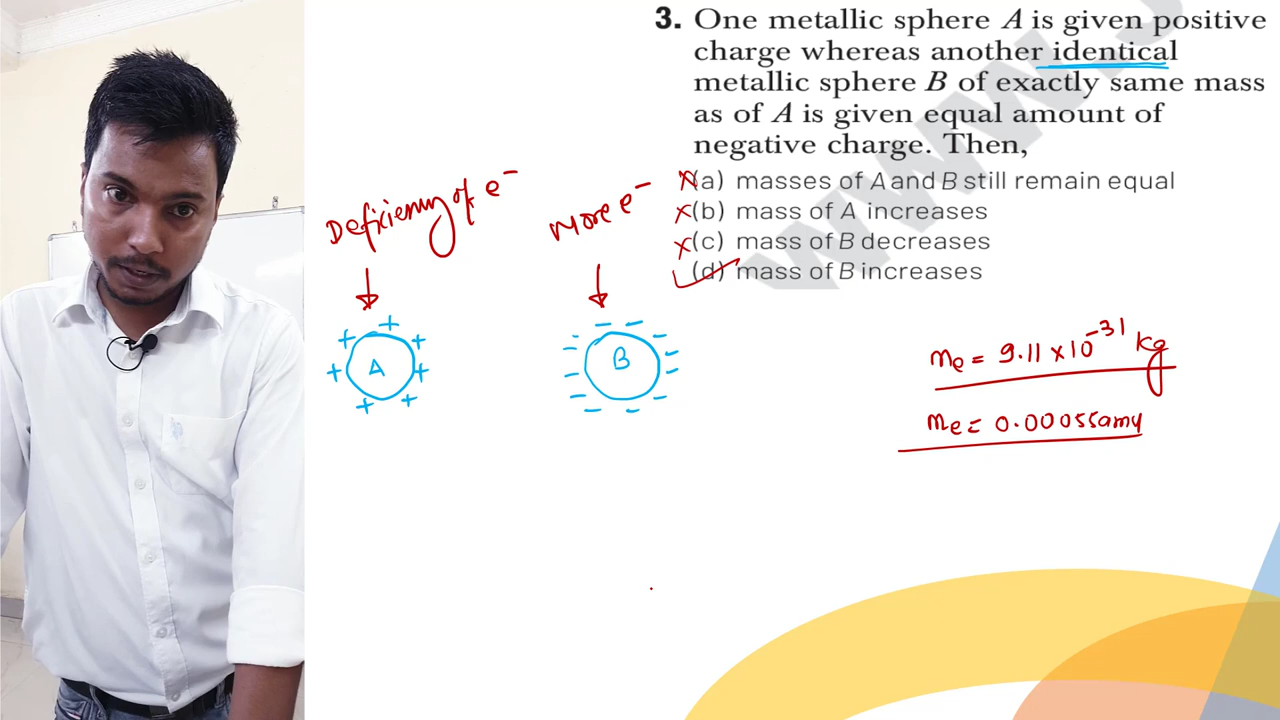 3. One metallic sphere A is given positive
charge whereas another identical
metallic sphere B of exactly same mass
as of A is given equal amount of
negative charge. Then,
(a) masses of A and B still remain equal
(b) mass of A increases
(c) mass of B decreases
(d) mass of B increases
Deficiency of e⁻
More e⁻
A
B
me = 9.11 × 10⁻³¹ kg
me = 0.00055amu
www.